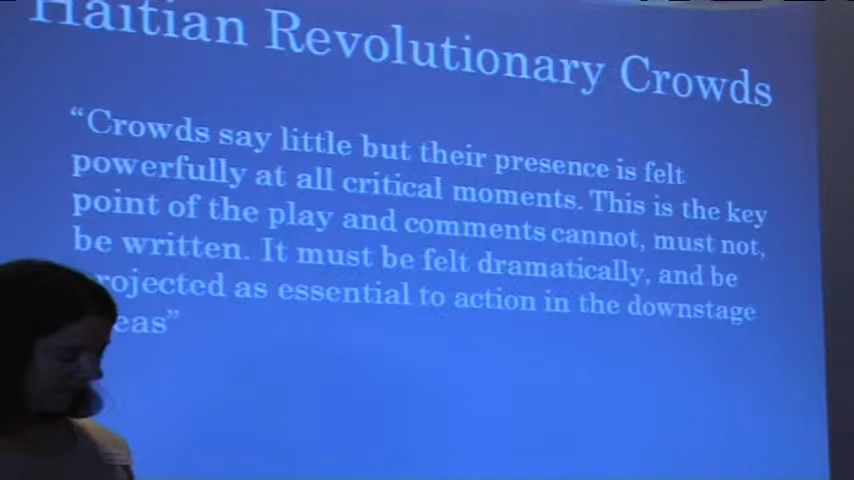 Haitian Revolutionary Crowds
“Crowds say little but their presence is felt
powerfully at all critical moments. This is the key
point of the play and comments cannot, must not,
be written. It must be felt dramatically, and be
rojected as essential to action in the downstage
eas”